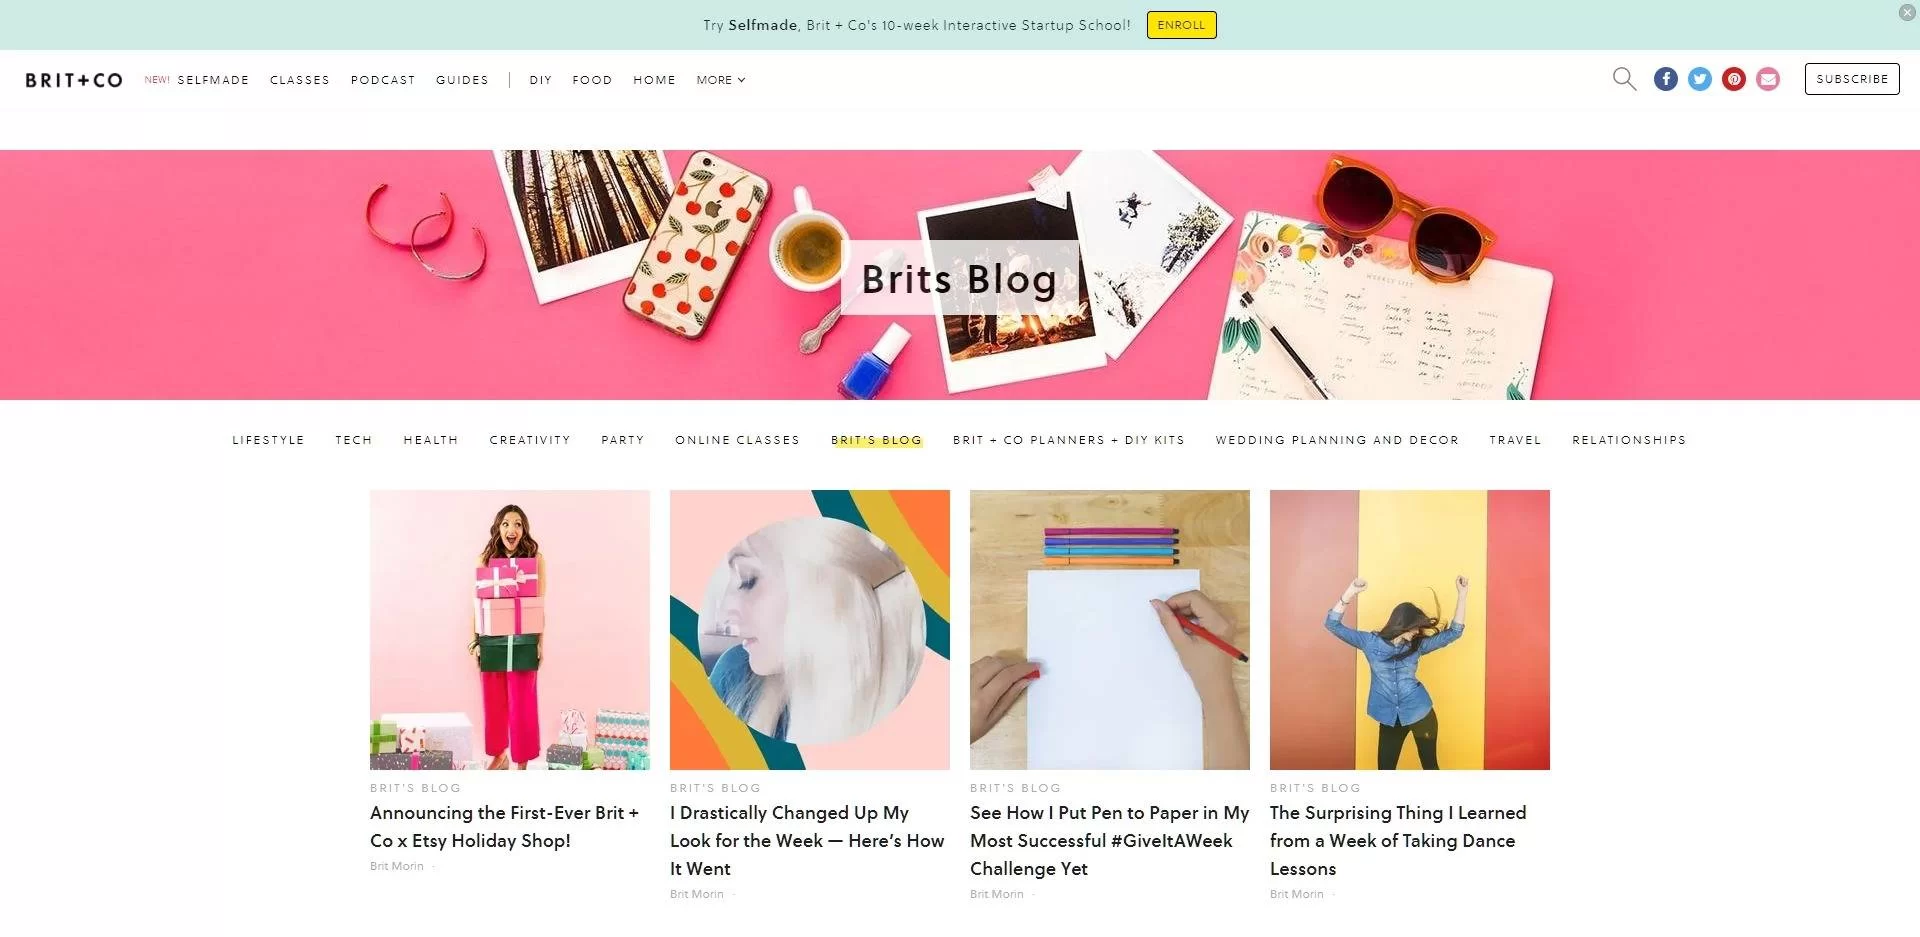 Try Selfmade, Brit + Co's 10-week Interactive Startup School! ENROLL
BRIT+CO NEW! SELFMADE CLASSES PODCAST GUIDES DIY FOOD HOME MORE SUBSCRIBE
WEEKLY LIST
Brits Blog
LIFESTYLE TECH HEALTH CREATIVITY PARTY ONLINE CLASSES BRIT'S BLOG BRIT + CO PLANNERS + DIY KITS WEDDING PLANNING AND DECOR TRAVEL RELATIONSHIPS
BRIT'S BLOG
Announcing the First-Ever Brit +
Co x Etsy Holiday Shop!
Brit Morin -
BRIT'S BLOG
I Drastically Changed Up My
Look for the Week — Here's How
It Went
Brit Morin -
BRIT'S BLOG
See How I Put Pen to Paper in My
Most Successful #GiveItAWeek
Challenge Yet
Brit Morin -
BRIT'S BLOG
The Surprising Thing I Learned
from a Week of Taking Dance
Lessons
Brit Morin -